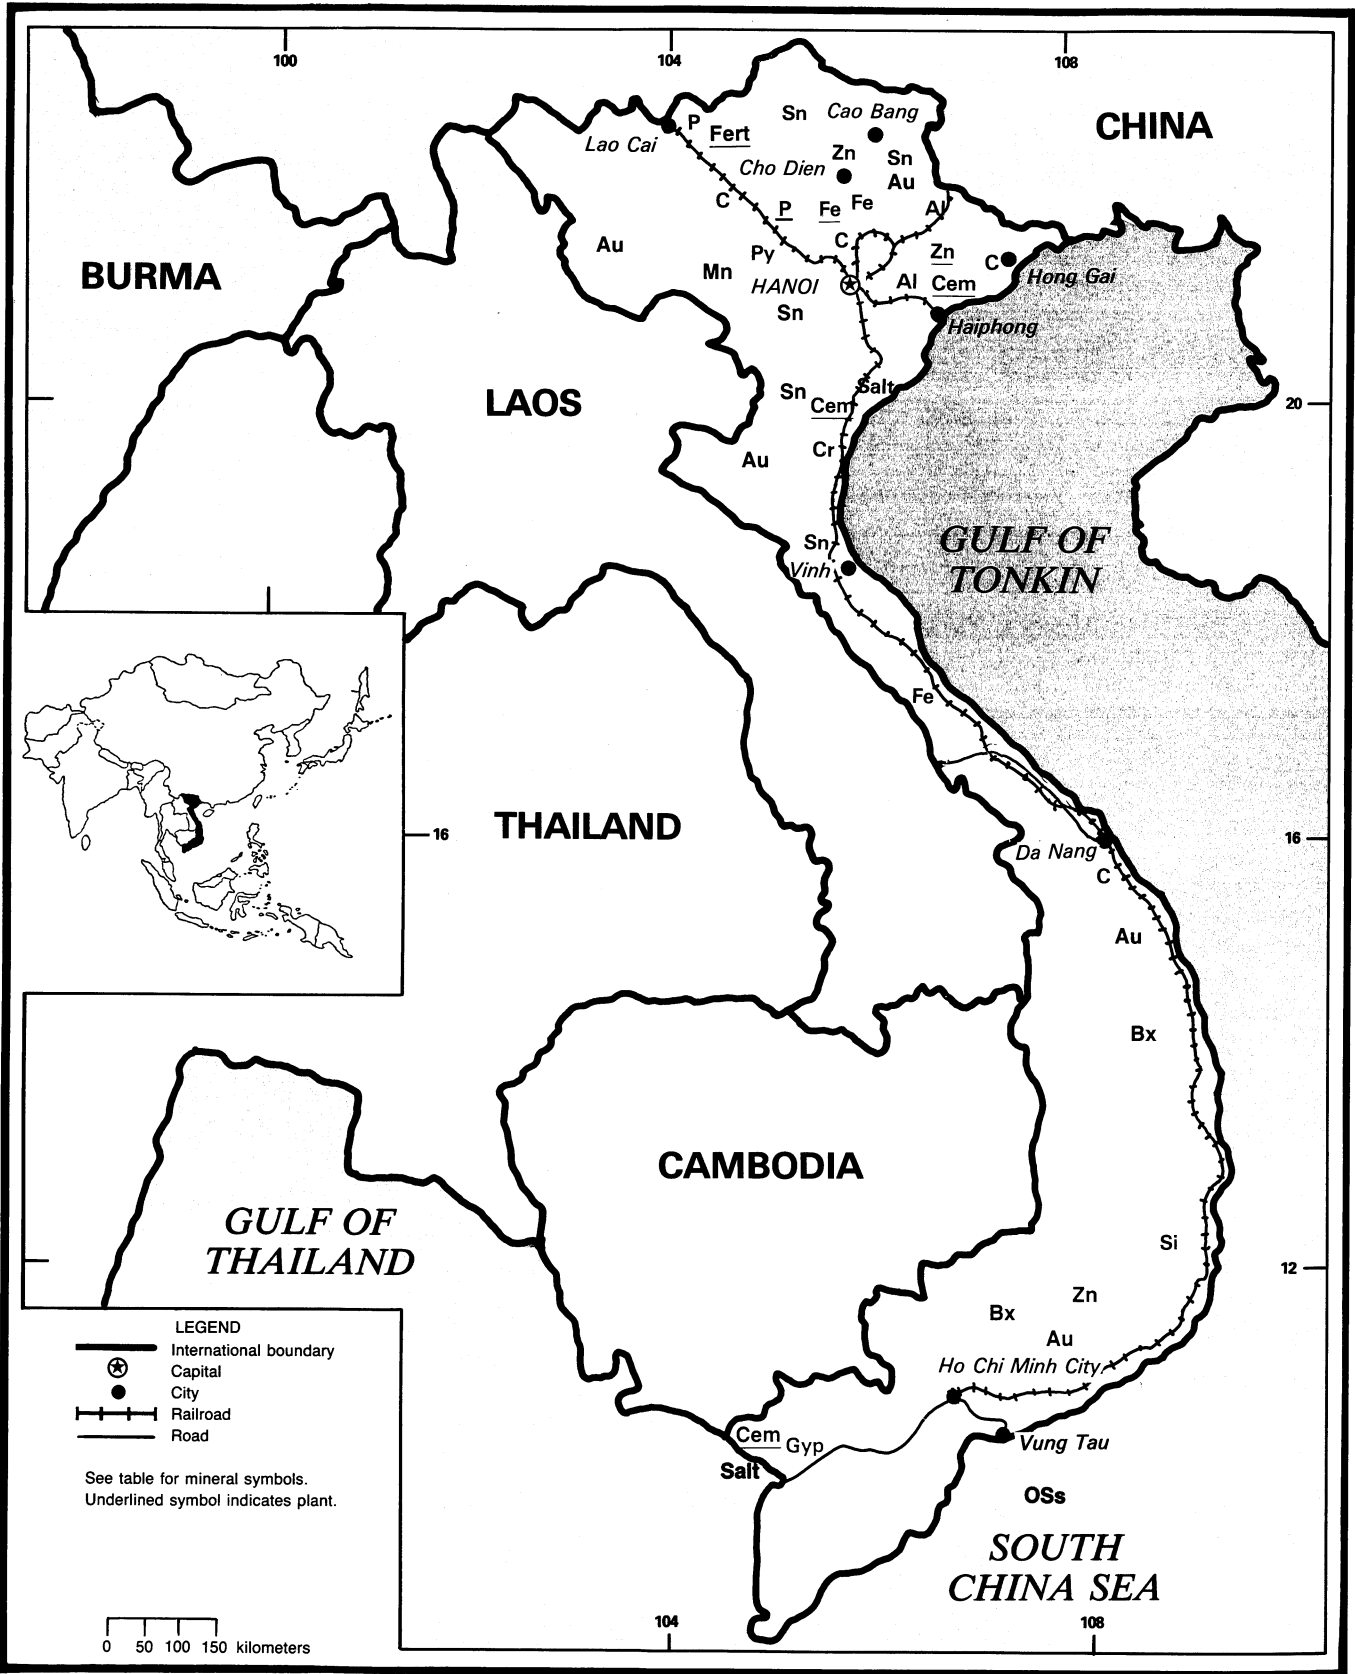 100
104
108
CHINA
Sn
Cao Bang
P
Fert
Lao Cai
Zn
Sn
Cho Dien
Au
C
P
Fe
Fe
Al
Au
C
Py
Zn
C
BURMA
Mn
HANOI
Al
Cem
Hong Gai
Sn
Haiphong
LAOS
Sn
Salt
Cem
20
Cr
Au
GULF OF
TONKIN
Sn
Vinh
Fe
THAILAND
16
16
Da Nang
C
Au
Bx
CAMBODIA
GULF OF
THAILAND
Si
12
Zn
Bx
Au
Ho Chi Minh City
Cem
Gyp
Vung Tau
Salt
OSs
SOUTH
CHINA SEA
LEGEND
International boundary
Capital
City
Railroad
Road
See table for mineral symbols.
Underlined symbol indicates plant.
0 50 100 150 kilometers
104
108